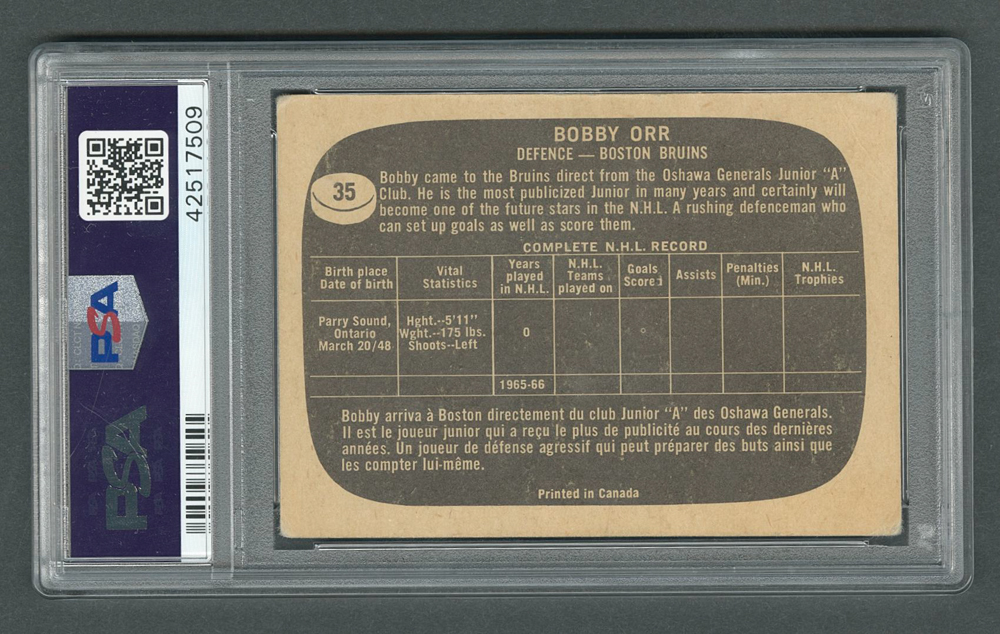 PSA
PSA
42517509
BOBBY ORR
DEFENCE — BOSTON BRUINS
35
Bobby came to the Bruins direct from the Oshawa Generals Junior "A"
Club. He is the most publicized Junior in many years and certainly will
become one of the future stars in the N.H.L. A rushing defenceman who
can set up goals as well as score them.
COMPLETE N.H.L. RECORD
Birth place
Date of birth
Vital
Statistics
Years
played
in N.H.L.
N.H.L.
Teams
played on
Goals
Scored
Assists
Penalties
(Min.)
N.H.L.
Trophies
Parry Sound,
Ontario
March 20/48
Hght.--5'11"
Wght.--175 lbs.
Shoots--Left
0
1965-66
Bobby arriva à Boston directement du club Junior "A" des Oshawa Generals.
Il est le joueur junior qui a reçu le plus de publicité au cours des dernières
années. Un joueur de défense agressif qui peut préparer des buts ainsi que
les compter lui-même.
Printed in Canada